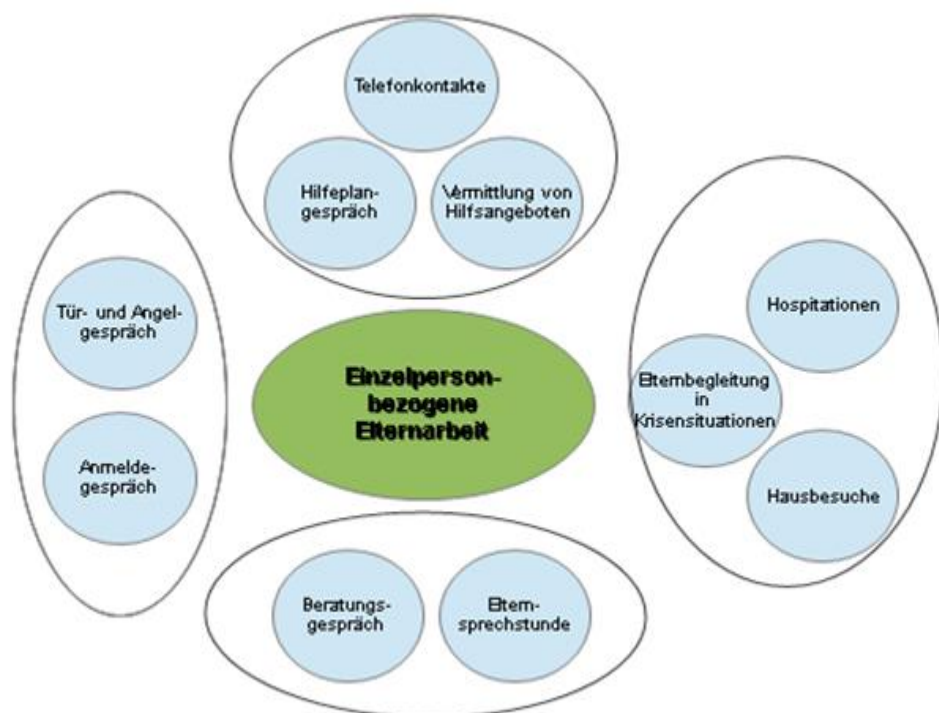 Telefonkontakte
Hilfeplan-
gespräch
Vermittlung von
Hilfsangeboten
Tür- und Angel-
gespräch
Anmelde-
gespräch
Einzelperson-
bezogene
Elternarbeit
Hospitationen
Elternbegleitung
in
Krisensituationen
Hausbesuche
Beratungs-
gespräch
Eltern-
sprechstunde